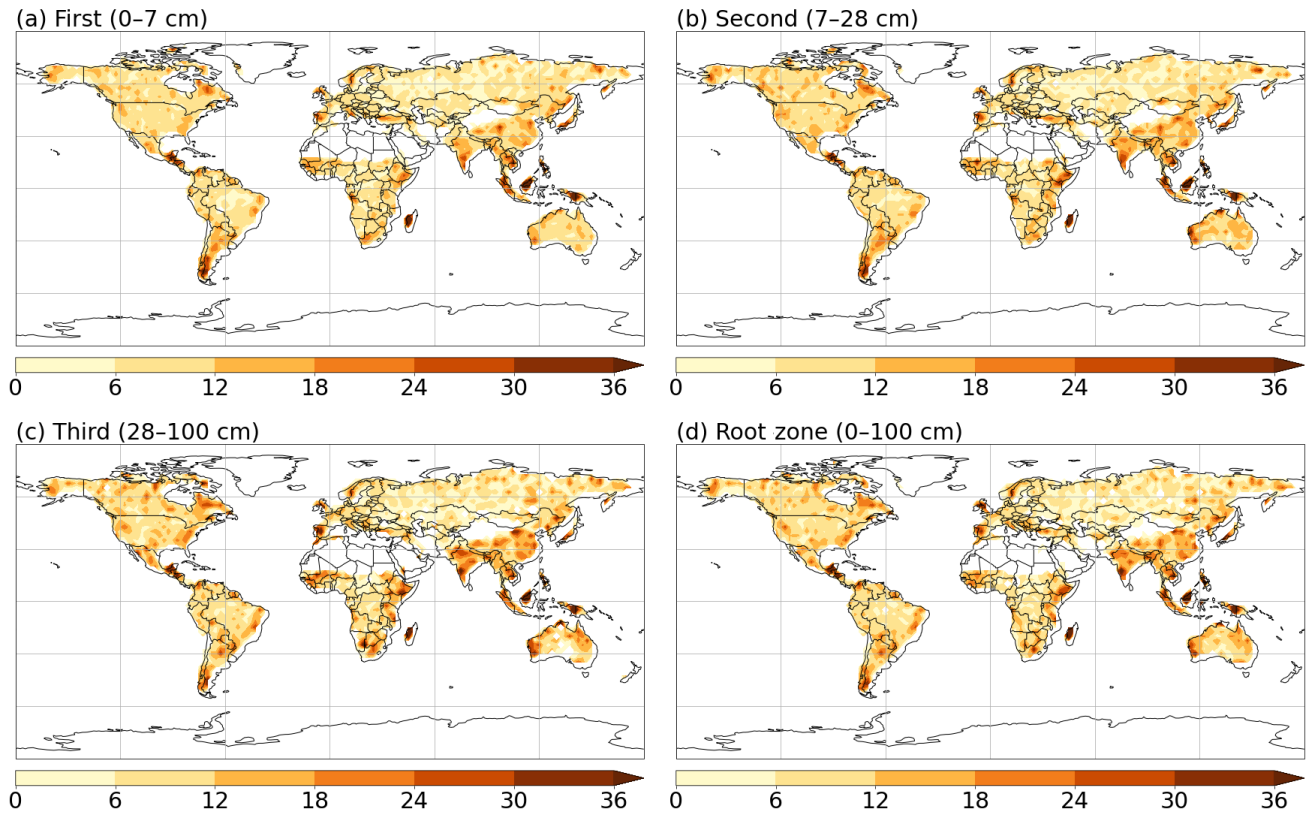 (a) First (0–7 cm)
(b) Second (7–28 cm)
0 6 12 18 24 30 36
0 6 12 18 24 30 36
(c) Third (28–100 cm)
(d) Root zone (0–100 cm)
0 6 12 18 24 30 36
0 6 12 18 24 30 36